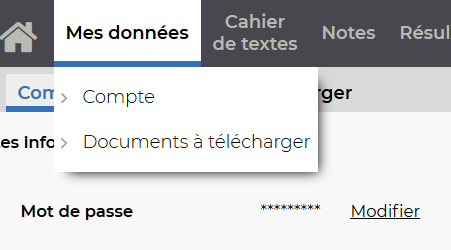 Mes données
Cahier
de textes
Notes
Résul
Com
rger
Compte
Documents à télécharger
es info
Mot de passe
*********
Modifier